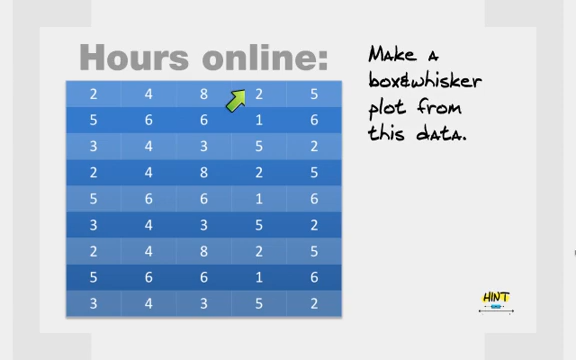 Hours online:
Make a
box&whisker
plot from
this data.
2 4 8 2 5
5 6 6 1 6
3 4 3 5 2
2 4 8 2 5
5 6 6 1 6
3 4 3 5 2
2 4 8 2 5
5 6 6 1 6
3 4 3 5 2
HINT